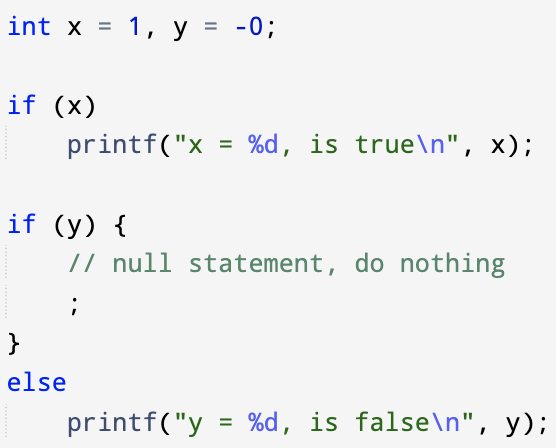 int x = 1, y = -0;
if (x)
printf("x = %d, is true\n", x);
if (y) {
// null statement, do nothing
;
}
else
printf("y = %d, is false\n", y);